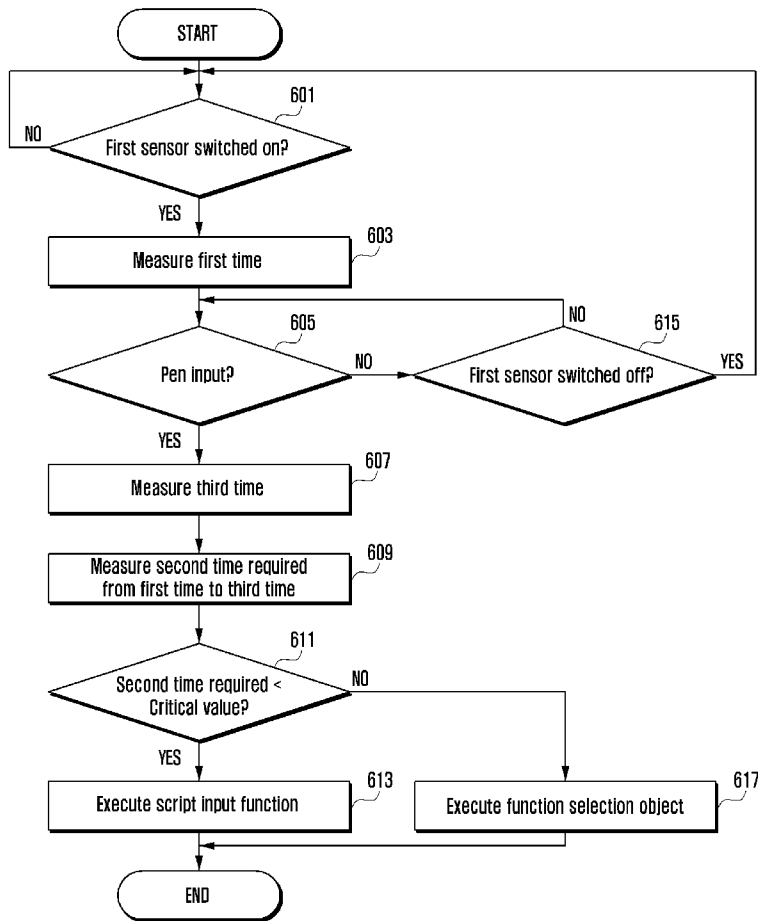 START
601
NO
First sensor switched on?
YES
603
Measure first time
NO
605
615
Pen input?
NO
First sensor switched off?
YES
YES
607
Measure third time
609
Measure second time required
from first time to third time
611
Second time required <
Critical value?
NO
YES
613
Execute script input function
617
Execute function selection object
END